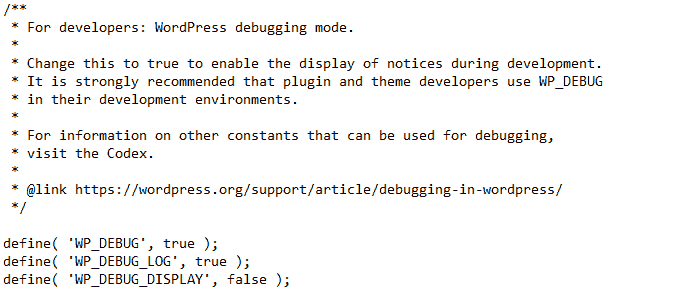 /**
 * For developers: WordPress debugging mode.
 *
 * Change this to true to enable the display of notices during development.
 * It is strongly recommended that plugin and theme developers use WP_DEBUG
 * in their development environments.
 *
 * For information on other constants that can be used for debugging,
 * visit the Codex.
 *
 * @link https://wordpress.org/support/article/debugging-in-wordpress/
 */

define( 'WP_DEBUG', true );
define( 'WP_DEBUG_LOG', true );
define( 'WP_DEBUG_DISPLAY', false );